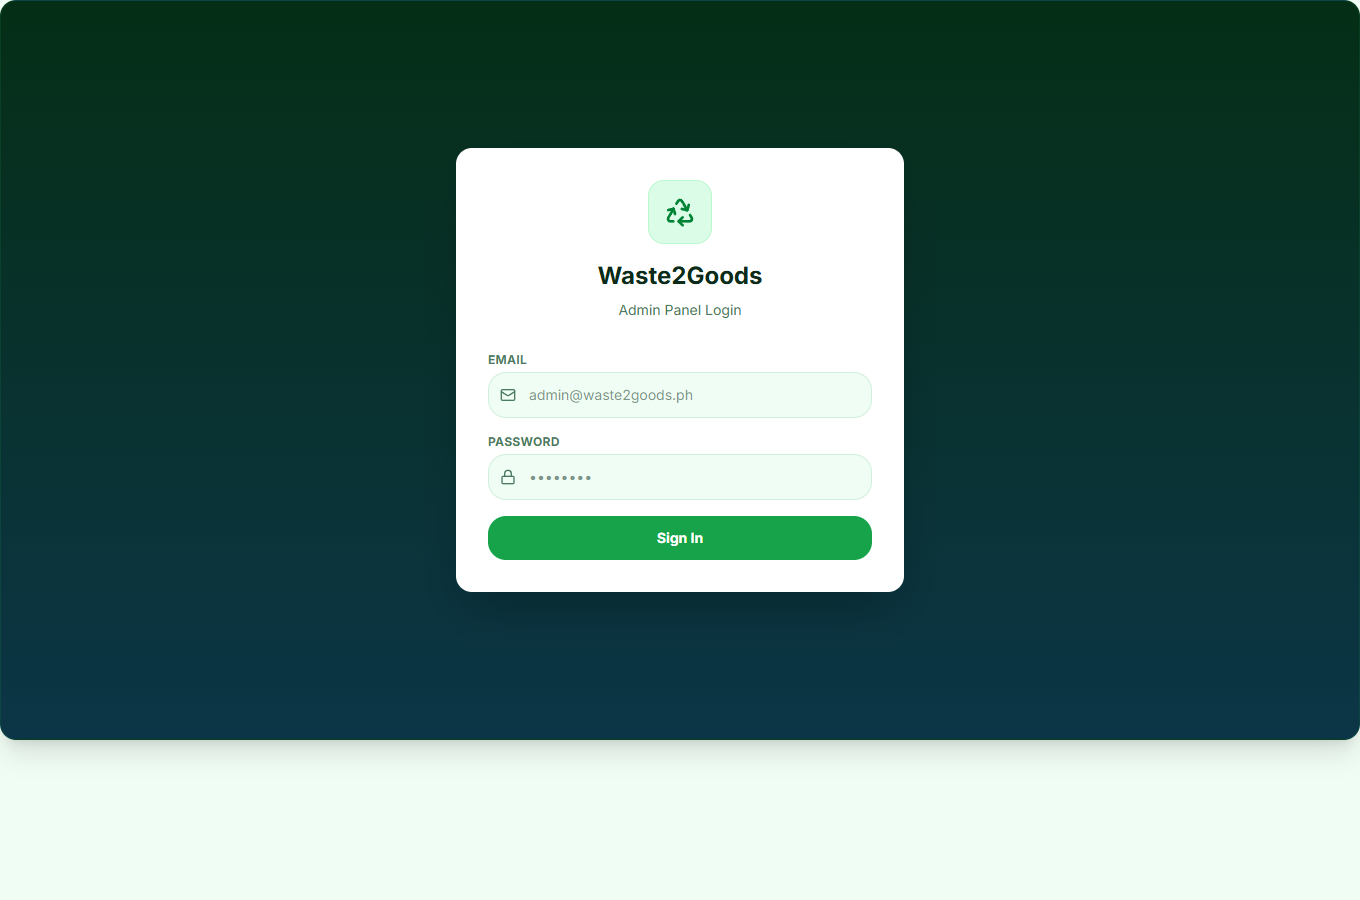 Waste2Goods
Admin Panel Login
EMAIL
admin@waste2goods.ph
PASSWORD
••••••••
Sign In